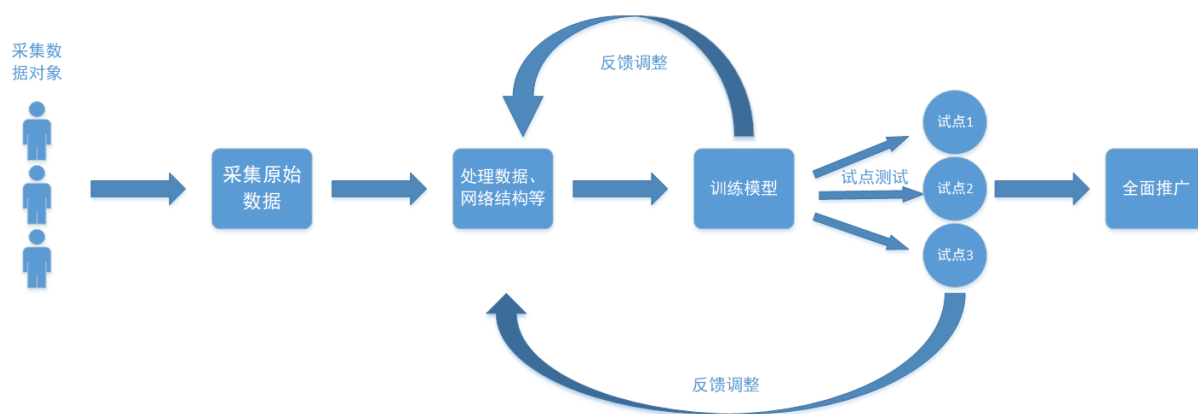 采集数
据对象
采集原始
数据
处理数据、
网络结构等
反馈调整
训练模型
试点测试
试点1
试点2
试点3
全面推广
反馈调整